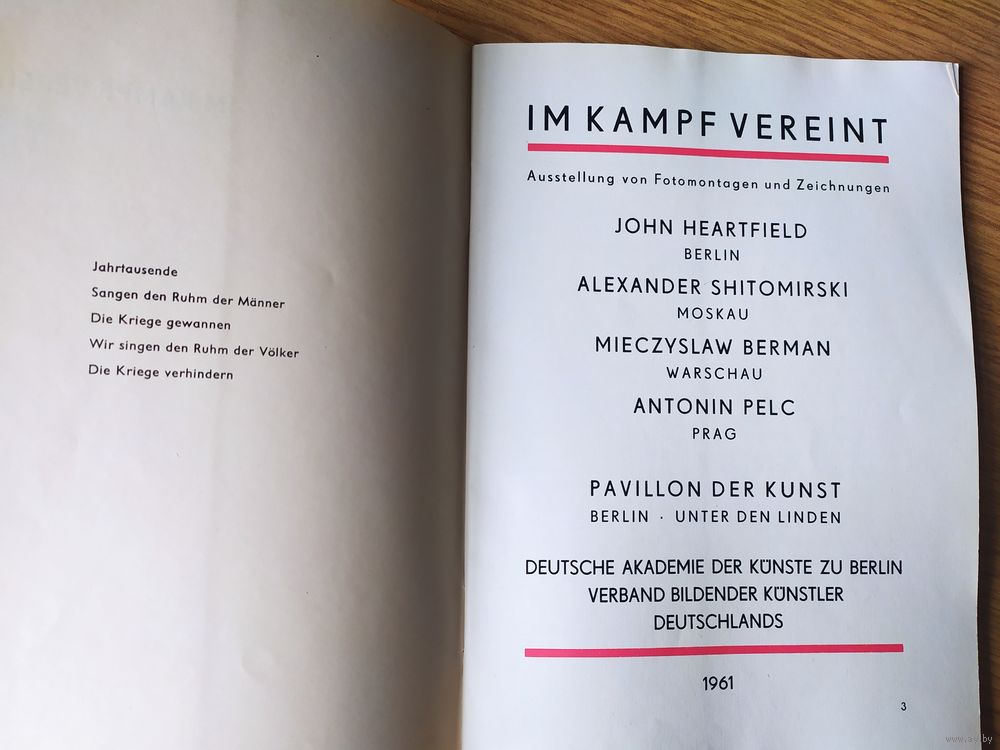 Jahrtausende
Sangen den Ruhm der Männer
Die Kriege gewannen
Wir singen den Ruhm der Völker
Die Kriege verhindern
IM KAMPF VEREINT
Ausstellung von Fotomontagen und Zeichnungen
JOHN HEARTFIELD
BERLIN
ALEXANDER SHITOMIRSKI
MOSKAU
MIECZYSLAW BERMAN
WARSCHAU
ANTONIN PELC
PRAG
PAVILLON DER KUNST
BERLIN · UNTER DEN LINDEN
DEUTSCHE AKADEMIE DER KÜNSTE ZU BERLIN
VERBAND BILDENDER KÜNSTLER
DEUTSCHLANDS
1961
3